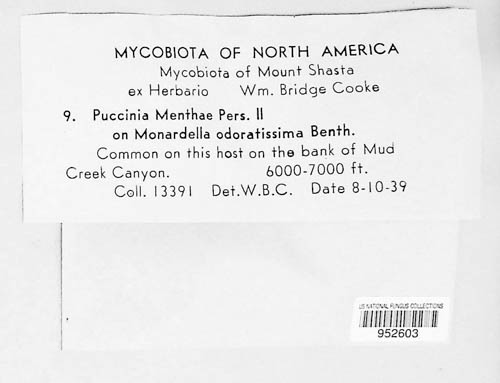 MYCOBIOTA OF NORTH AMERICA
Mycobiota of Mount Shasta
ex Herbario Wm. Bridge Cooke
9. Puccinia Menthae Pers. II
on Monardella odoratissima Benth.
Common on this host on the bank of Mud
Creek Canyon. 6000-7000 ft.
Coll. 13391 Det.W.B.C. Date 8-10-39
US NATIONAL FUNGUS COLLECTIONS
952603